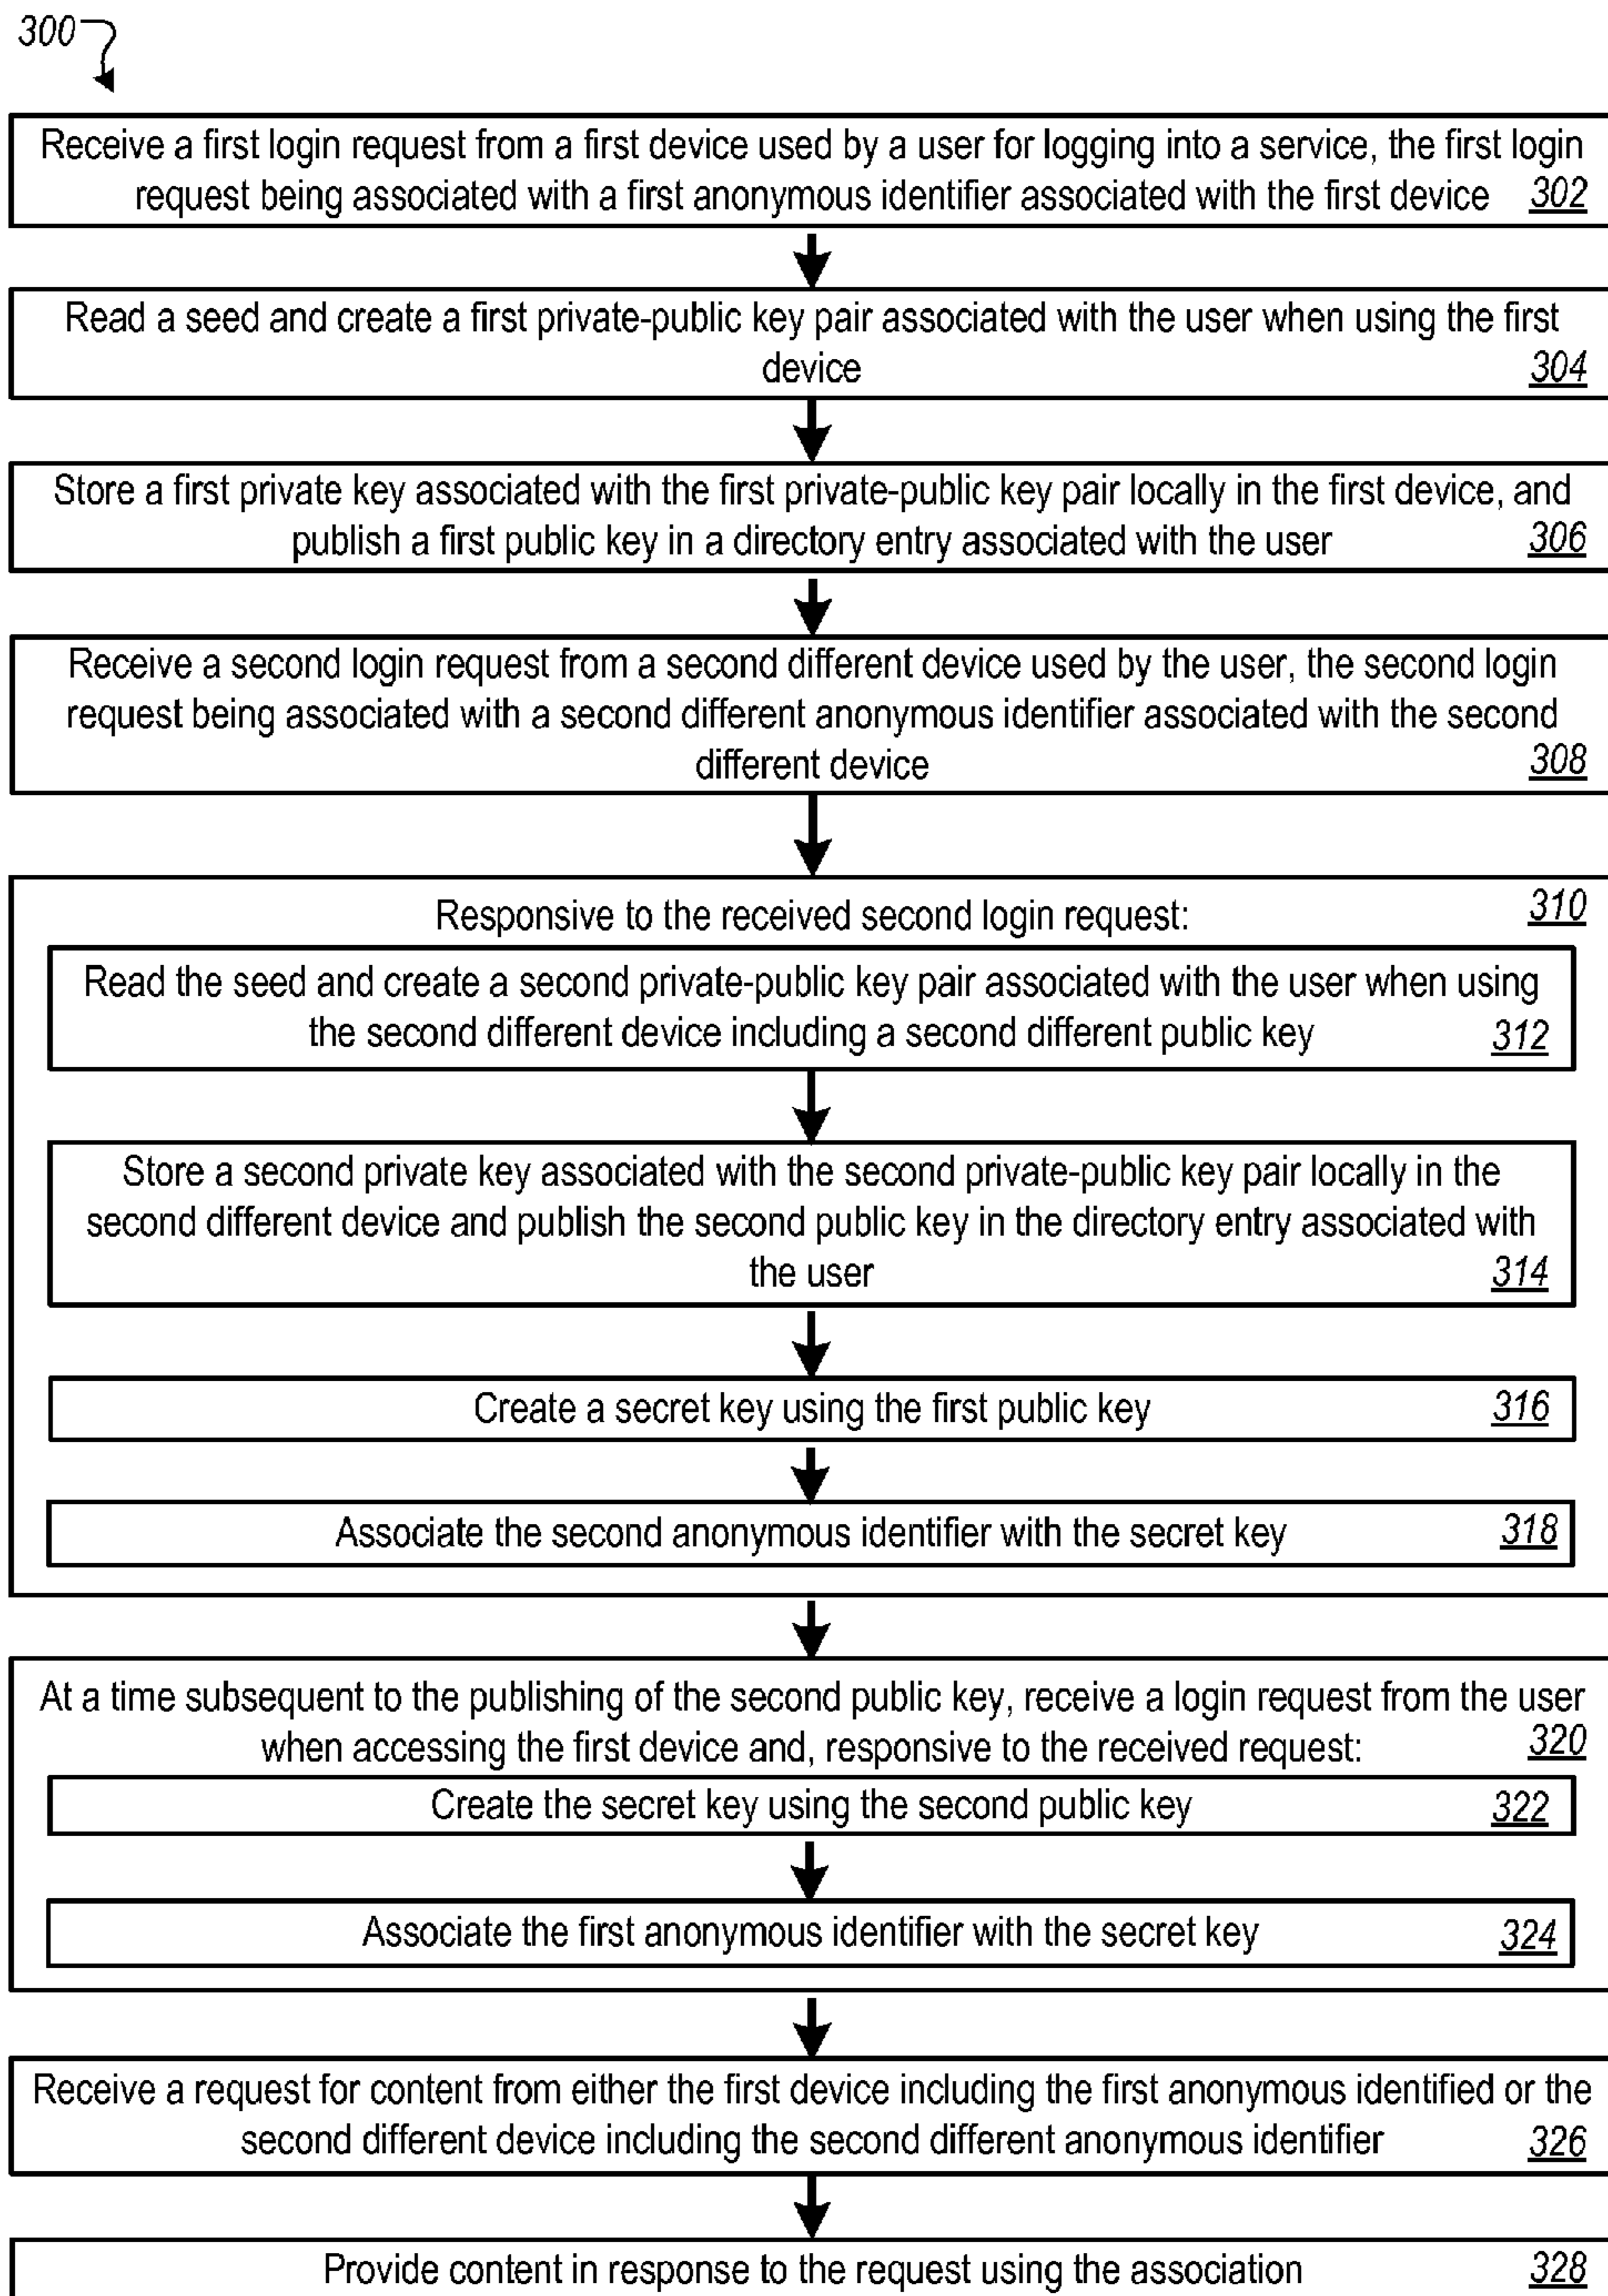 300
Receive a first login request from a first device used by a user for logging into a service, the first login
request being associated with a first anonymous identifier associated with the first device 302
Read a seed and create a first private-public key pair associated with the user when using the first
device 304
Store a first private key associated with the first private-public key pair locally in the first device, and
publish a first public key in a directory entry associated with the user 306
Receive a second login request from a second different device used by the user, the second login
request being associated with a second different anonymous identifier associated with the second
different device 308
Responsive to the received second login request: 310
Read the seed and create a second private-public key pair associated with the user when using
the second different device including a second different public key 312
Store a second private key associated with the second private-public key pair locally in the
second different device and publish the second public key in the directory entry associated with
the user 314
Create a secret key using the first public key 316
Associate the second anonymous identifier with the secret key 318
At a time subsequent to the publishing of the second public key, receive a login request from the user
when accessing the first device and, responsive to the received request: 320
Create the secret key using the second public key 322
Associate the first anonymous identifier with the secret key 324
Receive a request for content from either the first device including the first anonymous identified or the
second different device including the second different anonymous identifier 326
Provide content in response to the request using the association 328